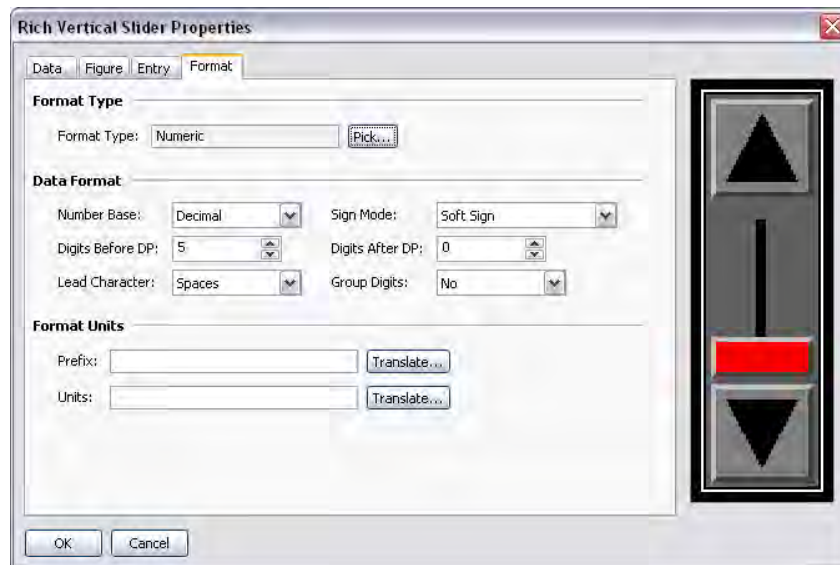 Rich Vertical Slider Properties
Data Figure Entry Format
Format Type
Format Type: Numeric Pick...
Data Format
Number Base: Decimal Sign Mode: Soft Sign
Digits Before DP: 5 Digits After DP: 0
Lead Character: Spaces Group Digits: No
Format Units
Prefix: Translate...
Units: Translate...
OK Cancel